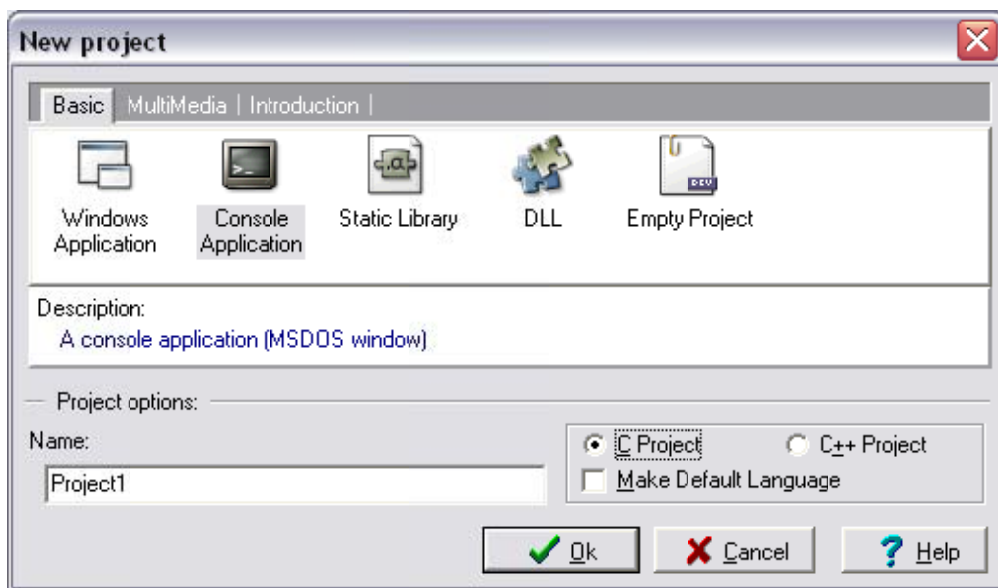 New project
Basic
MultiMedia
Introduction
Windows
Application
Console
Application
Static Library
DLL
Empty Project
Description:
A console application (MSDOS window)
Project options:
Name:
Project1
C Project
C++ Project
Make Default Language
Ok
Cancel
Help